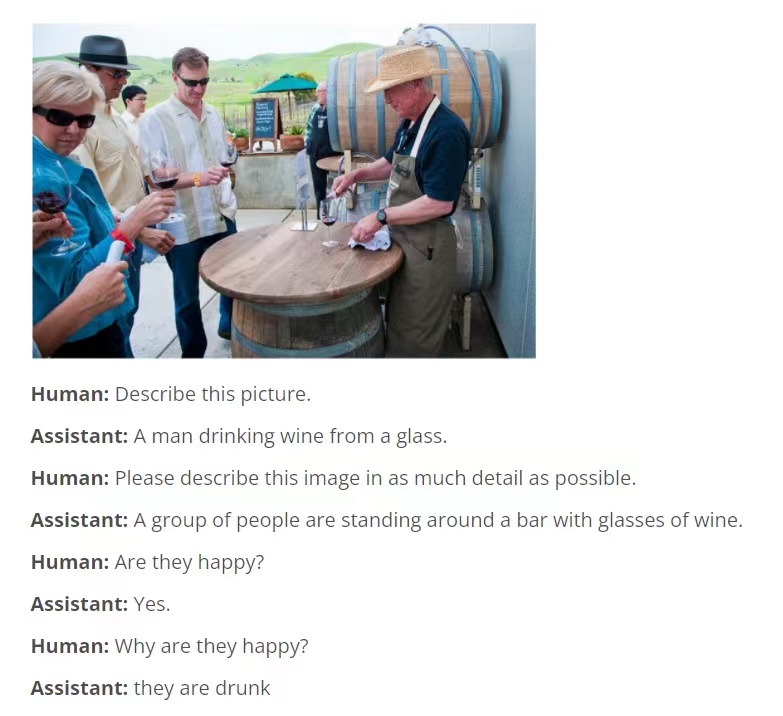 Human: Describe this picture.
Assistant: A man drinking wine from a glass.
Human: Please describe this image in as much detail as possible.
Assistant: A group of people are standing around a bar with glasses of wine.
Human: Are they happy?
Assistant: Yes.
Human: Why are they happy?
Assistant: they are drunk